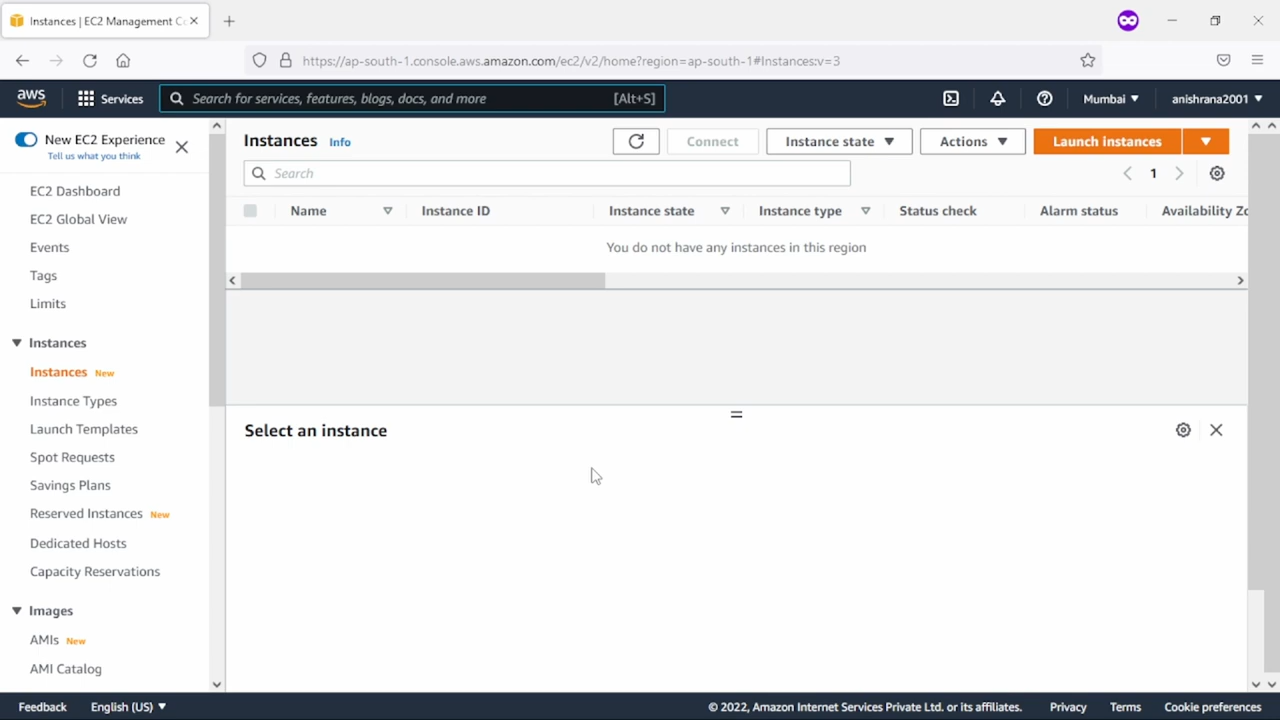 Instances | EC2 Management Co
https://ap-south-1.console.aws.amazon.com/ec2/v2/home?region=ap-south-1#Instances:v=3
aws
Services
Search for services, features, blogs, docs, and more
[Alt+S]
Mumbai
anishrana2001
New EC2 Experience
Tell us what you think
EC2 Dashboard
EC2 Global View
Events
Tags
Limits
Instances
Instances New
Instance Types
Launch Templates
Spot Requests
Savings Plans
Reserved Instances New
Dedicated Hosts
Capacity Reservations
Images
AMIs New
AMI Catalog
Instances Info
Connect
Instance state
Actions
Launch instances
Search
1
Name
Instance ID
Instance state
Instance type
Status check
Alarm status
Availability Zo
You do not have any instances in this region
Select an instance
Feedback
English (US)
© 2022, Amazon Internet Services Private Ltd. or its affiliates.
Privacy
Terms
Cookie preferences